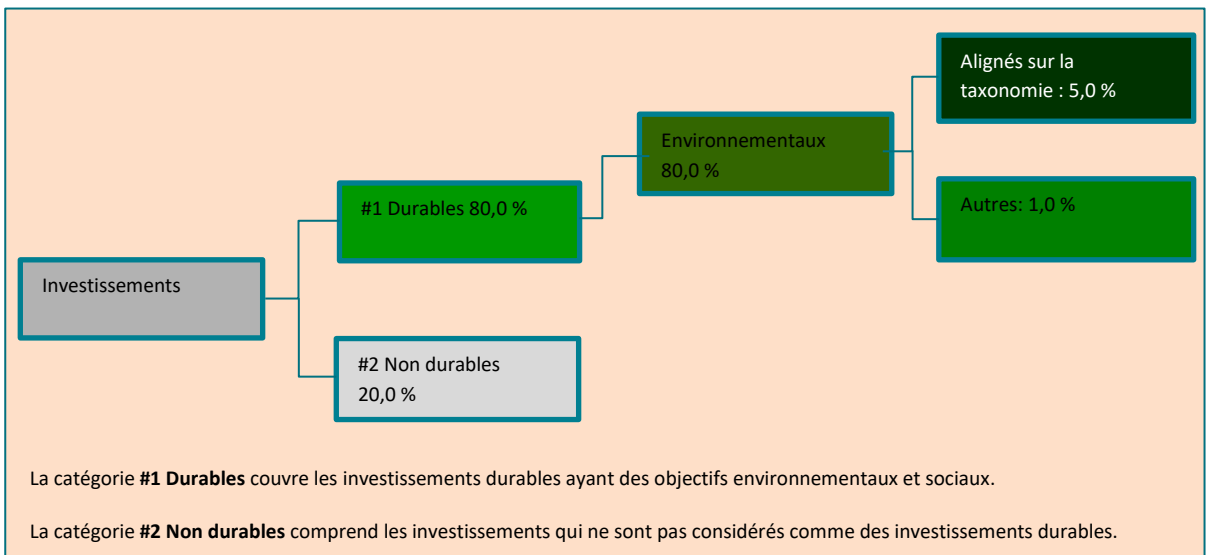 Investissements
#1 Durables 80,0 %
#2 Non durables
20,0 %
Environnementaux
80,0 %
Alignés sur la
taxonomie : 5,0 %
Autres: 1,0 %
La catégorie #1 Durables couvre les investissements durables ayant des objectifs environnementaux et sociaux.
La catégorie #2 Non durables comprend les investissements qui ne sont pas considérés comme des investissements durables.